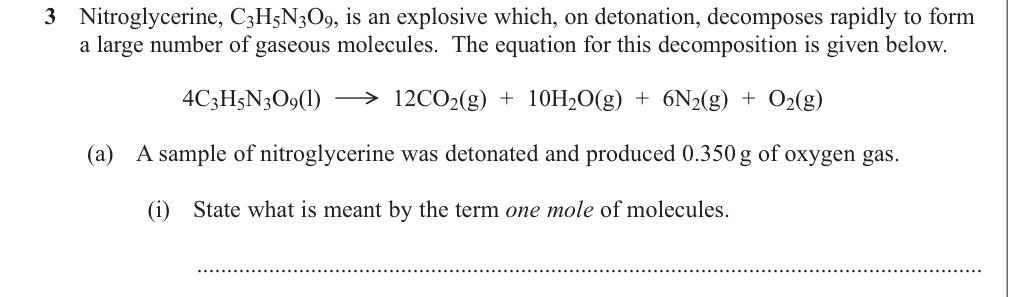 3 Nitroglycerine, C₃H₅N₃O₉, is an explosive which, on detonation, decomposes rapidly to form
a large number of gaseous molecules. The equation for this decomposition is given below.
4C₃H₅N₃O₉(l) ⟶ 12CO₂(g) + 10H₂O(g) + 6N₂(g) + O₂(g)
(a) A sample of nitroglycerine was detonated and produced 0.350 g of oxygen gas.
(i) State what is meant by the term one mole of molecules.